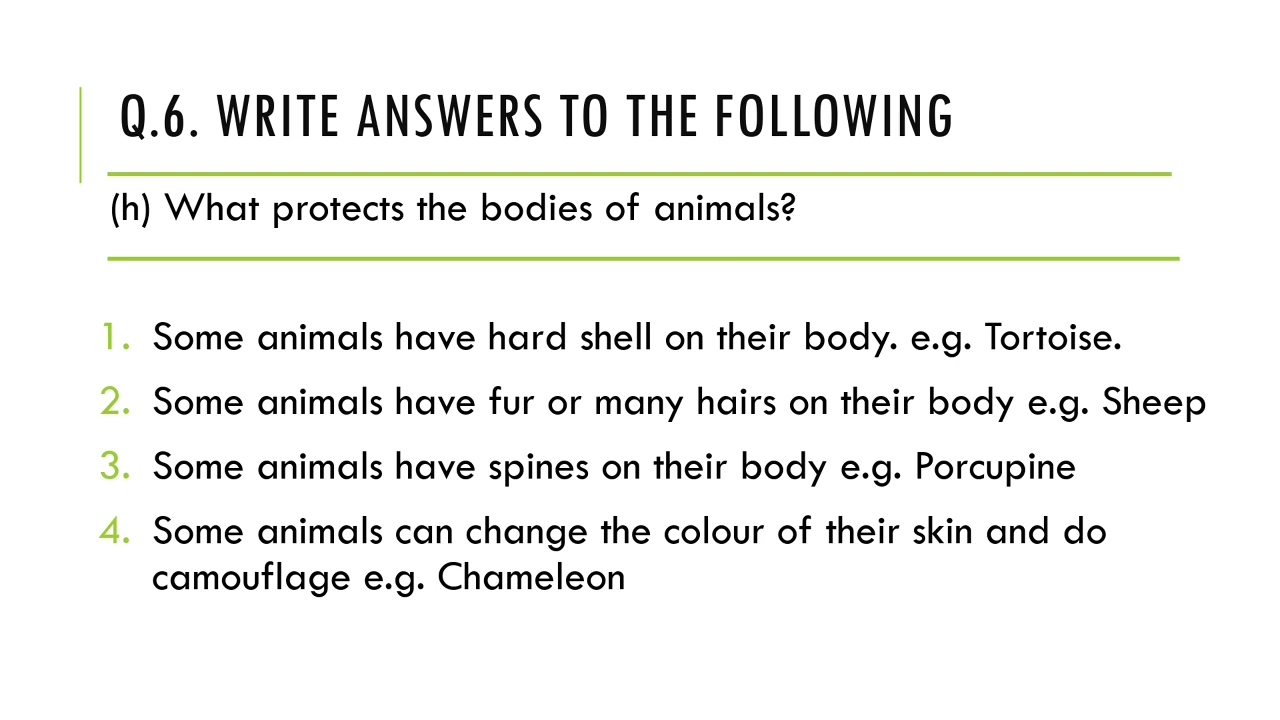 Q.6. WRITE ANSWERS TO THE FOLLOWING
(h) What protects the bodies of animals?
1. Some animals have hard shell on their body. e.g. Tortoise.
2. Some animals have fur or many hairs on their body e.g. Sheep
3. Some animals have spines on their body e.g. Porcupine
4. Some animals can change the colour of their skin and do
camouflage e.g. Chameleon